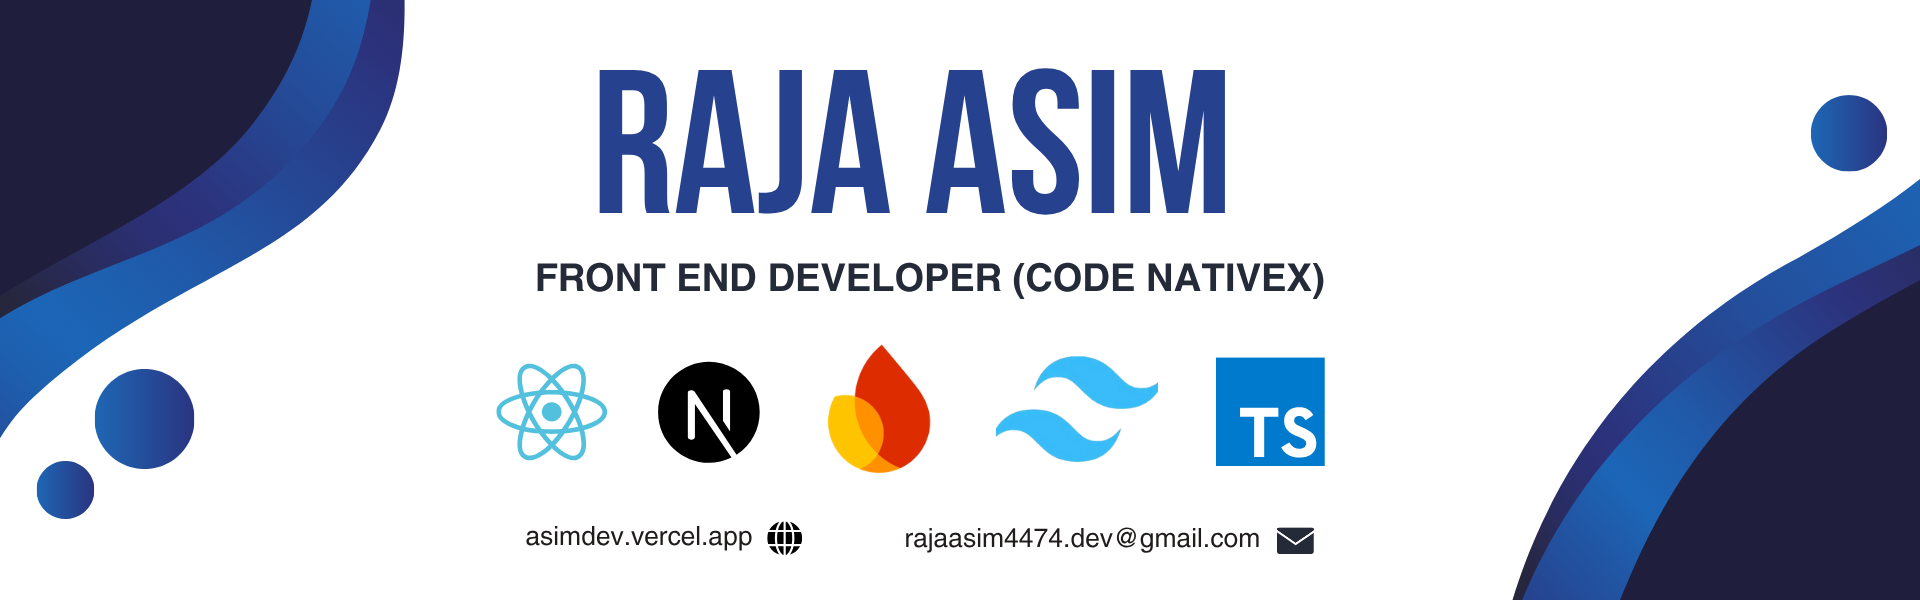 RAJA ASIM
FRONT END DEVELOPER (CODE NATIVEX)
N
TS
asimdev.vercel.app
rajaasim4474.dev@gmail.com